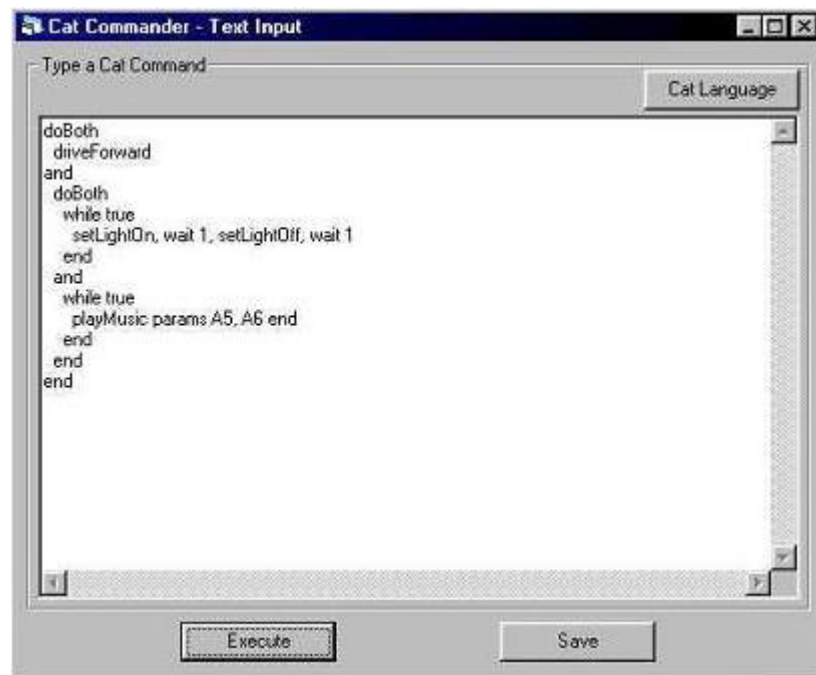 Cat Commander - Text Input
Type a Cat Command
Cat Language
doBoth
driveForward
and
doBoth
while true
setLightOn, wait 1, setLightOff, wait 1
end
and
while true
playMusic params A5, A6 end
end
end
end
Execute
Save